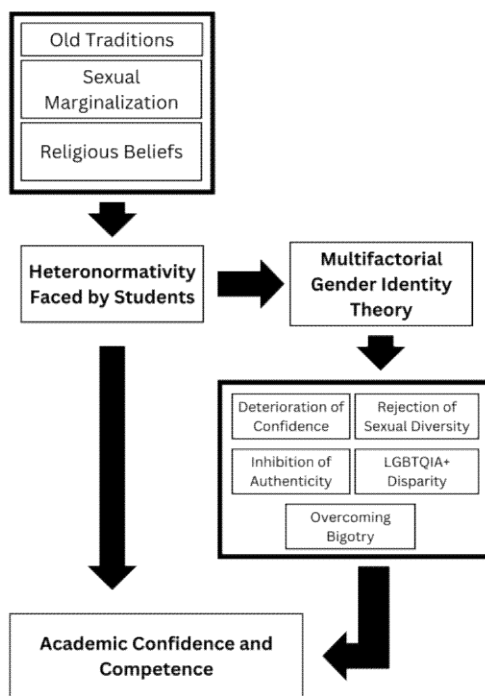 Old Traditions
Sexual
Marginalization
Religious Beliefs
Heteronormativity
Faced by Students
Multifactorial
Gender Identity
Theory
Deterioration of
Confidence
Rejection of
Sexual Diversity
Inhibition of
Authenticity
LGBTQIA+
Disparity
Overcoming
Bigotry
Academic Confidence and
Competence